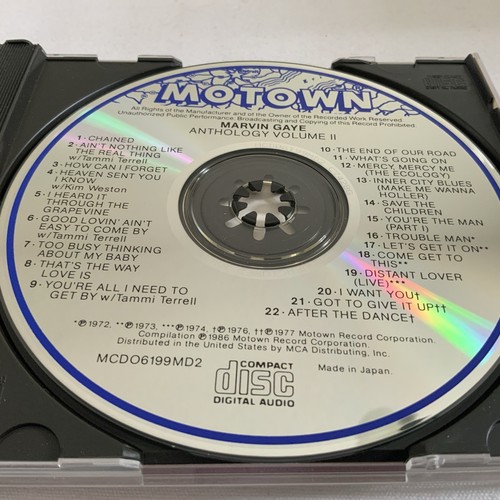 MOTOWN
All Rights of the Manufacturer and of the Owner of the Recorded Work Reserved
Unauthorized Public Performance, Broadcasting and Copying of this Record Prohibited
MARVIN GAYE
ANTHOLOGY VOLUME II
1·CHAINED
2·AIN'T NOTHING LIKE
THE REAL THING
w/Tammi Terrell
3·HOW CAN I FORGET
4·HEAVEN SENT YOU
I KNOW
w/Kim Weston
5·I HEARD IT
THROUGH THE
GRAPEVINE
6·GOOD LOVIN' AIN'T
EASY TO COME BY
w/Tammi Terrell
7·TOO BUSY THINKING
ABOUT MY BABY
8·THAT'S THE WAY
LOVE IS
9·YOU'RE ALL I NEED TO
GET BY w/Tammi Terrell
10·THE END OF OUR ROAD
11·WHAT'S GOING ON
12·MERCY MERCY ME
(THE ECOLOGY)
13·INNER CITY BLUES
(MAKE ME WANNA
HOLLER)
14·SAVE THE
CHILDREN
15·YOU'RE THE MAN
(PART I)
16·TROUBLE MAN*
17·LET'S GET IT ON**
18·COME GET TO
THIS**
19·DISTANT LOVER
(LIVE)***
20·I WANT YOU†
21·GOT TO GIVE IT UP††
22·AFTER THE DANCE†
*℗1972, **℗1973, ***℗1974, †℗1976, ††℗1977 Motown Record Corporation.
Compilation ℗1986 Motown Record Corporation.
Distributed in the United States by MCA Distributing, Inc.
MCDO6199MD2
COMPACT
disc
DIGITAL AUDIO
Made in Japan.